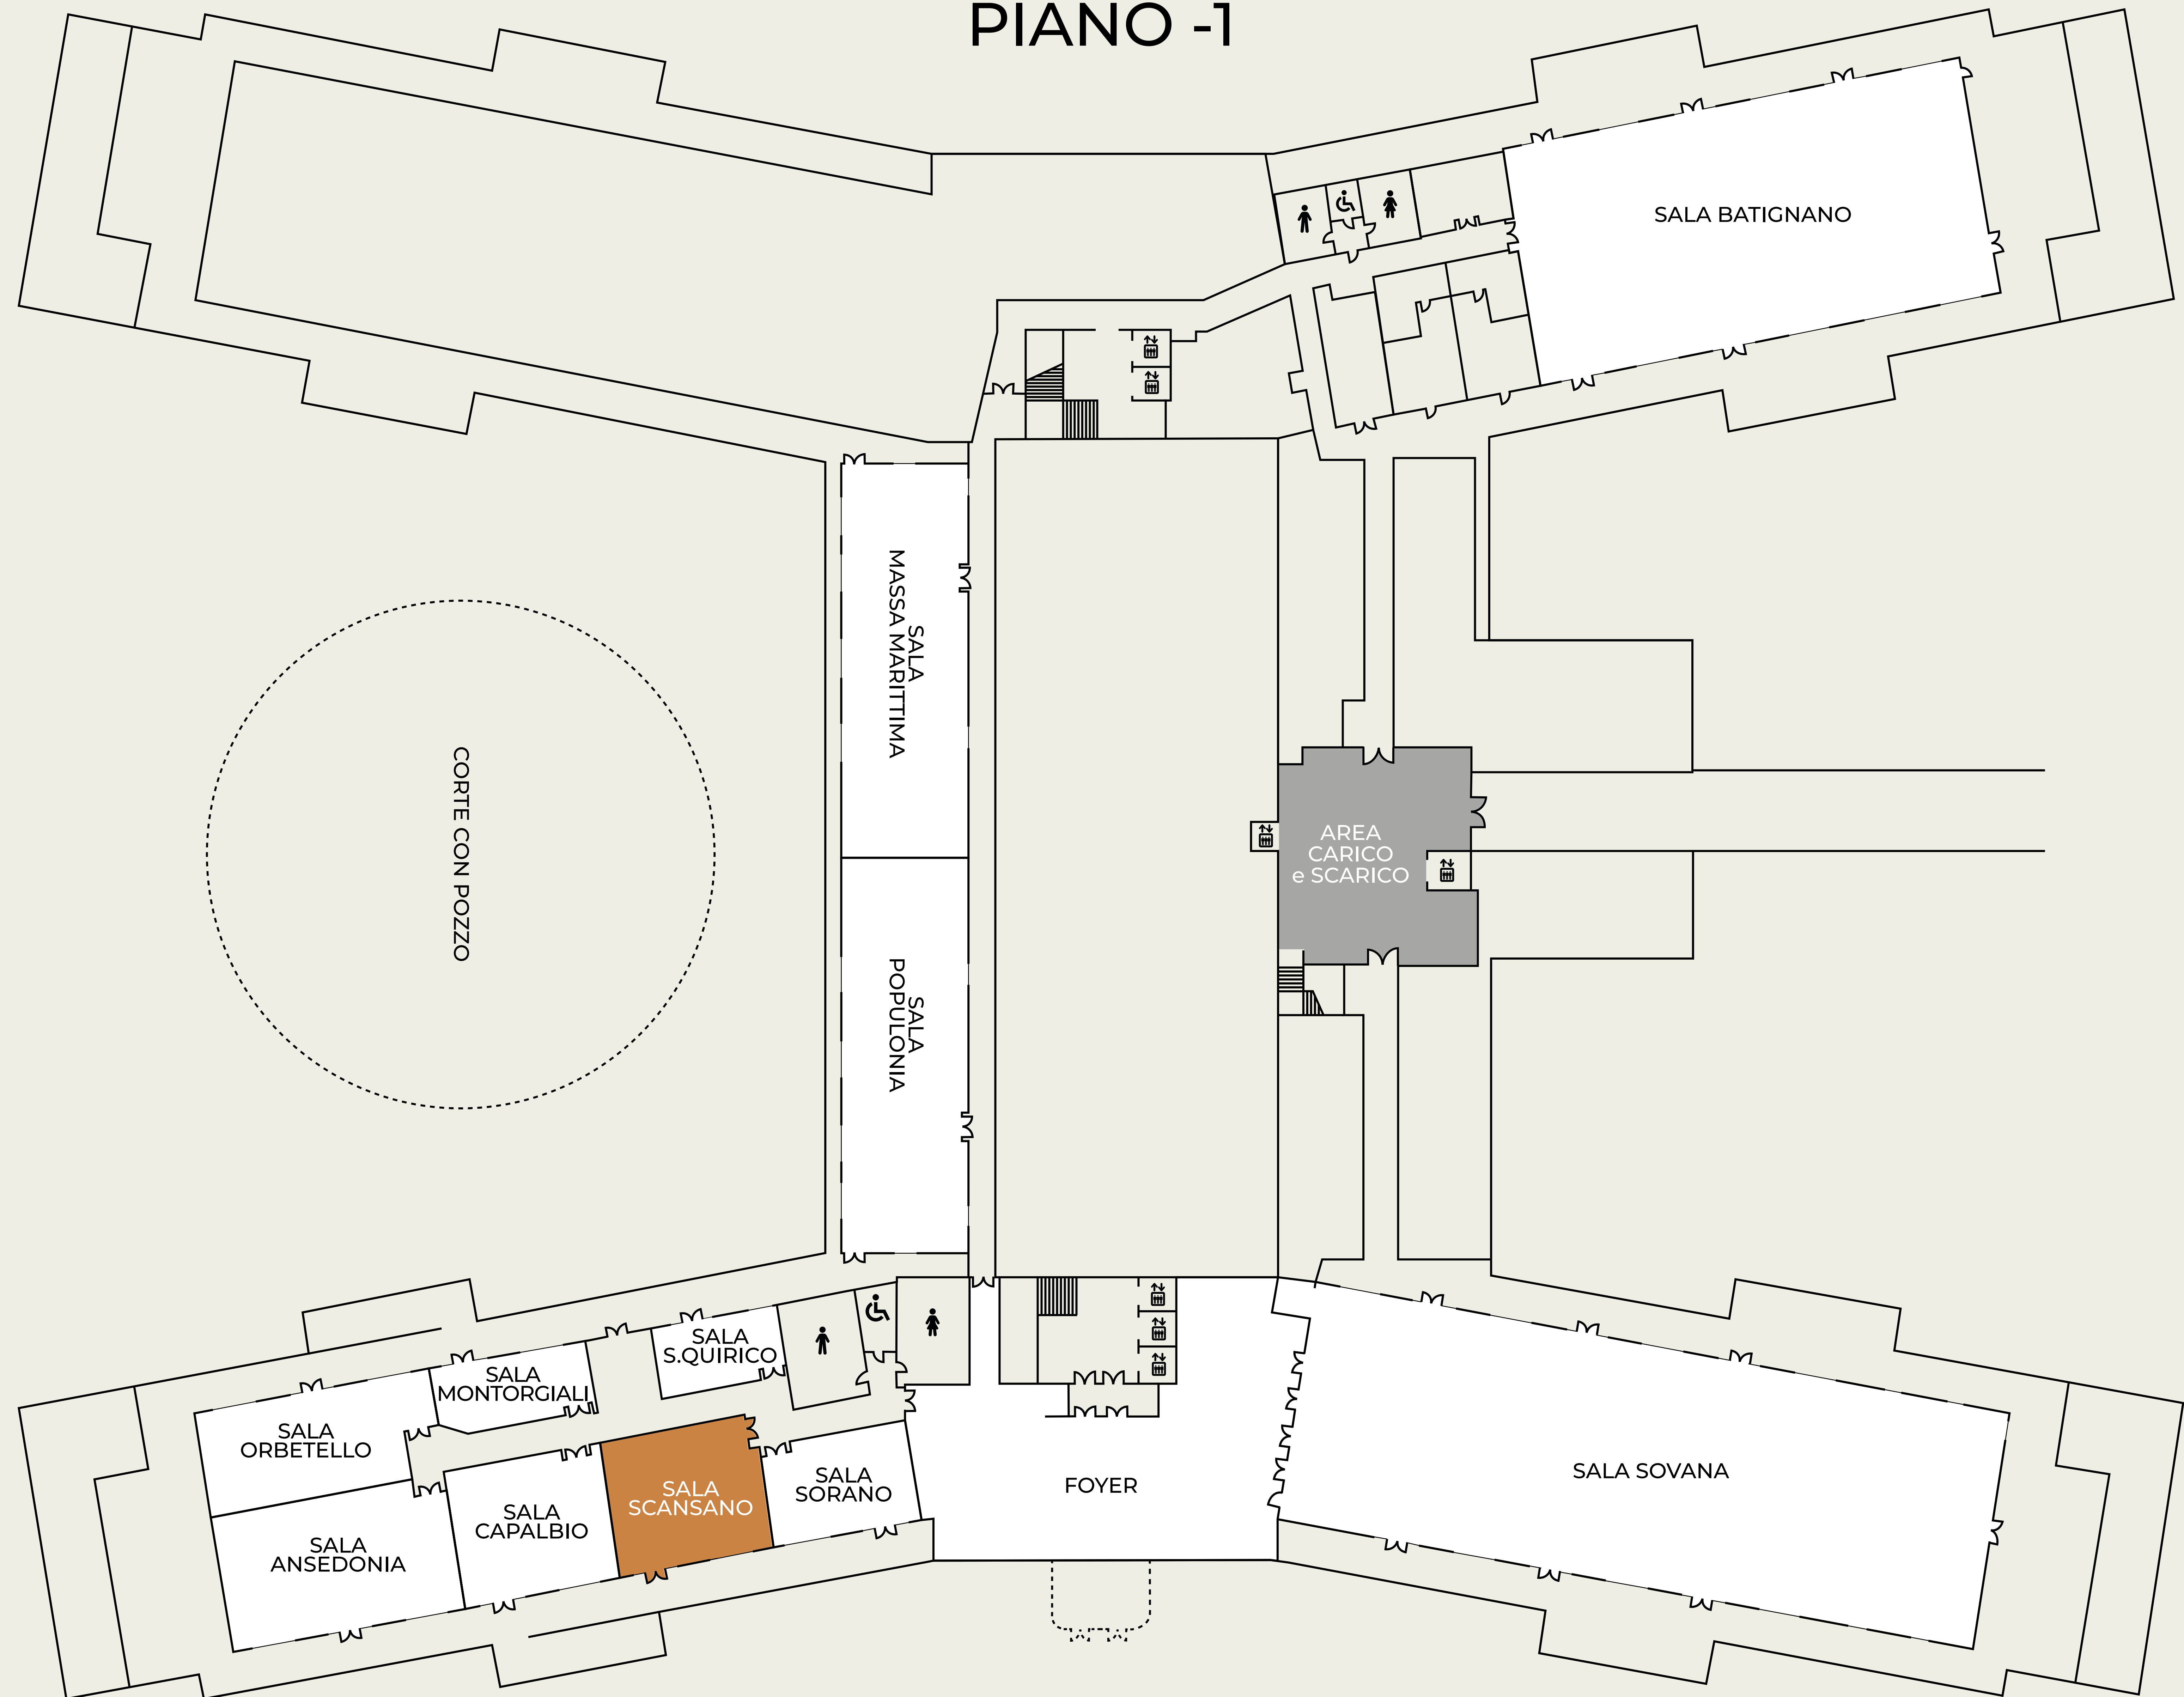 PIANO -1
SALA BATIGNANO
SALA
MASSA MARITTIMA
CORTE CON POZZO
AREA
CARICO
e SCARICO
SALA
POPULONIA
SALA
S.QUIRICO
SALA
MONTORGIALI
SALA
ORBETELLO
SALA
ANSEDONIA
SALA
CAPALBIO
SALA
SCANSANO
SALA
SORANO
FOYER
SALA SOVANA